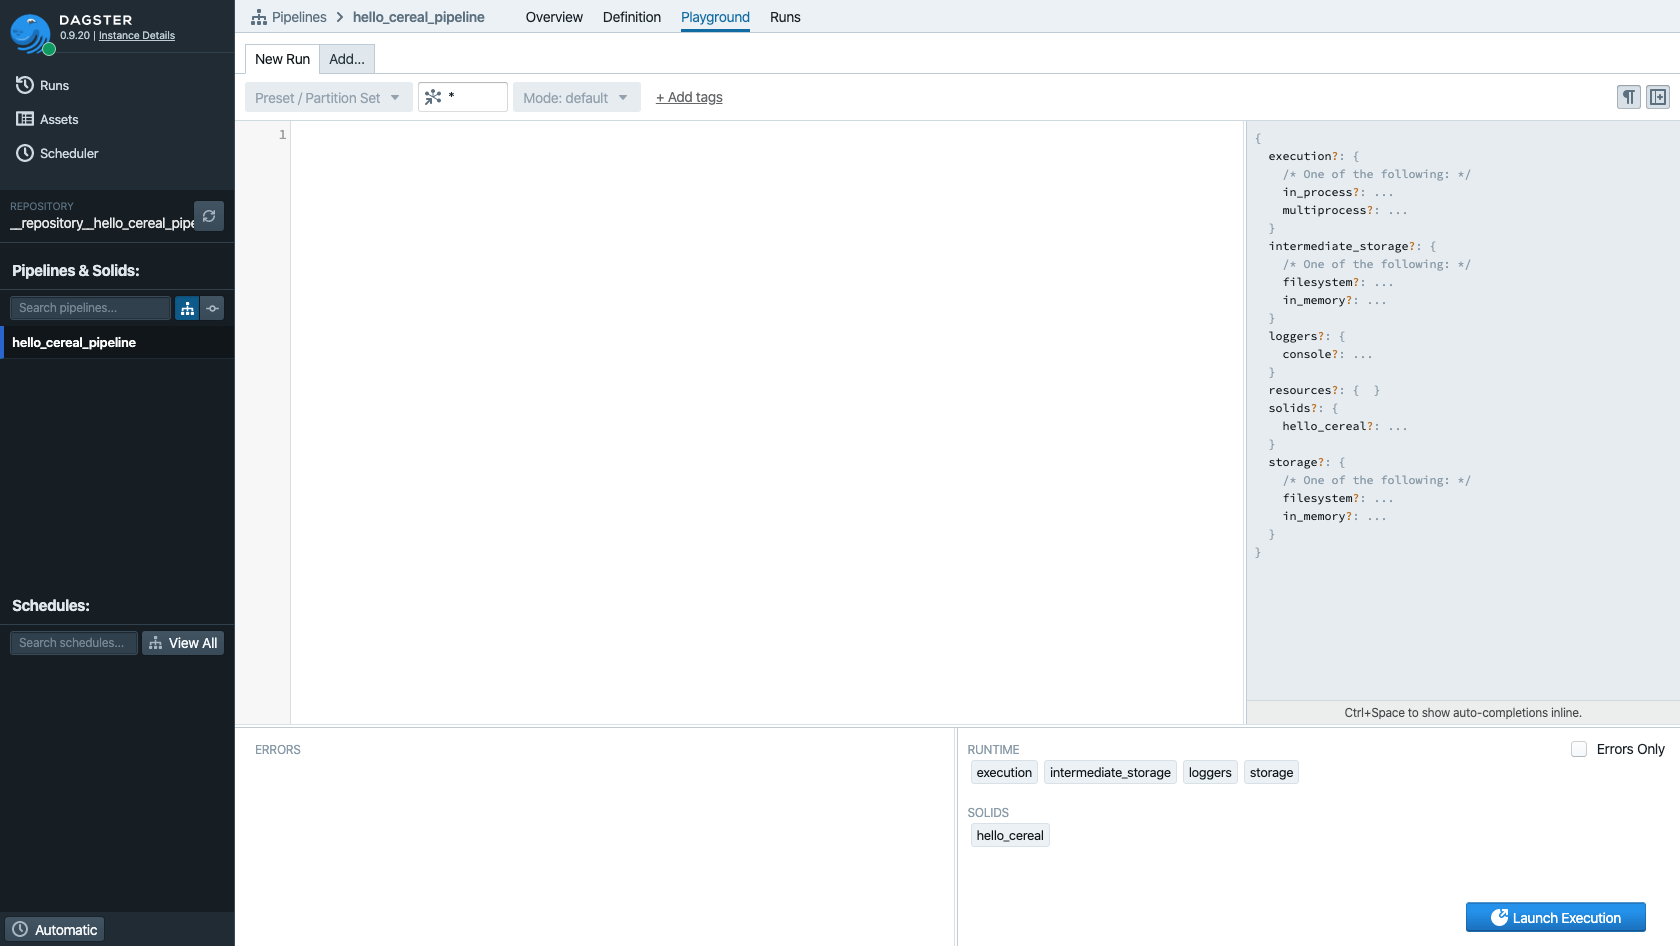 DAGSTER
0.9.20 | Instance Details
Runs
Assets
Scheduler
REPOSITORY
__repository__hello_cereal_pipe
Pipelines & Solids:
Search pipelines...
hello_cereal_pipeline
Schedules:
Search schedules...
View All
Automatic
Pipelines > hello_cereal_pipeline
Overview Definition Playground Runs
New Run Add...
Preset / Partition Set * Mode: default + Add tags
1
{
execution?: {
/* One of the following: */
in_process?: ...
multiprocess?: ...
}
intermediate_storage?: {
/* One of the following: */
filesystem?: ...
in_memory?: ...
}
loggers?: {
console?: ...
}
resources?: { }
solids?: {
hello_cereal?: ...
}
storage?: {
/* One of the following: */
filesystem?: ...
in_memory?: ...
}
}
Ctrl+Space to show auto-completions inline.
ERRORS
RUNTIME
Errors Only
execution intermediate_storage loggers storage
SOLIDS
hello_cereal
Launch Execution